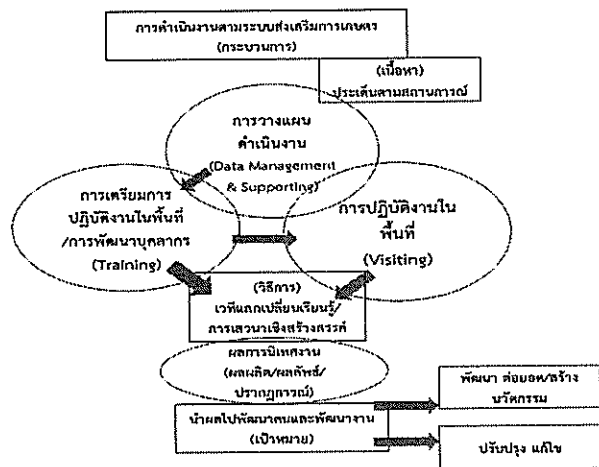 การดำเนินงานตามระบบส่งเสริมการเกษตร
(กระบวนการ)
(เนื้อหา)
ประเด็นตามสถานการณ์
การวางแผน
ดำเนินงาน
(Data Management
& Supporting)
การเตรียมการ
ปฏิบัติงานในพื้นที่
/การพัฒนาบุคลากร
(Training)
การปฏิบัติงานใน
พื้นที่
(Visiting)
(วิธีการ)
เวทีแลกเปลี่ยนเรียนรู้/
การเสวนาเชิงสร้างสรรค์
ผลการนิเทศงาน
(ผลผลิต/ผลลัพธ์/
ปรากฏการณ์)
นำผลไปพัฒนาคนและพัฒนางาน
(เป้าหมาย)
พัฒนา ต่อยอด/สร้าง
นวัตกรรม
ปรับปรุง แก้ไข